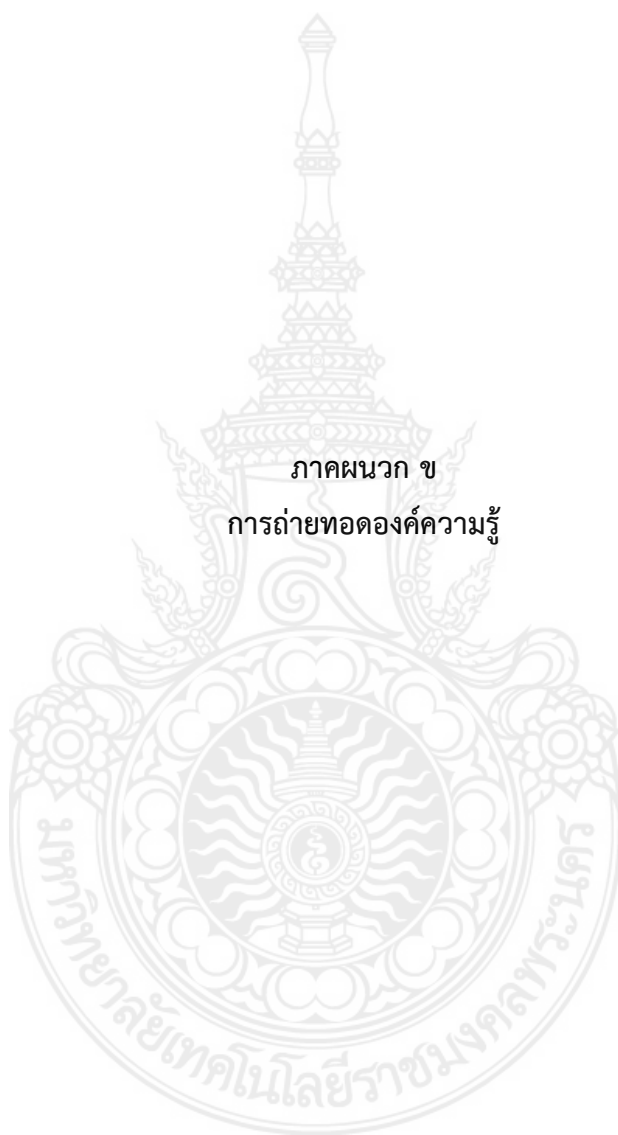 ภาคผนวก ข
การถ่ายทอดองค์ความรู้
มหาวิทยาลัยเทคโนโลยีราชมงคลพระนคร